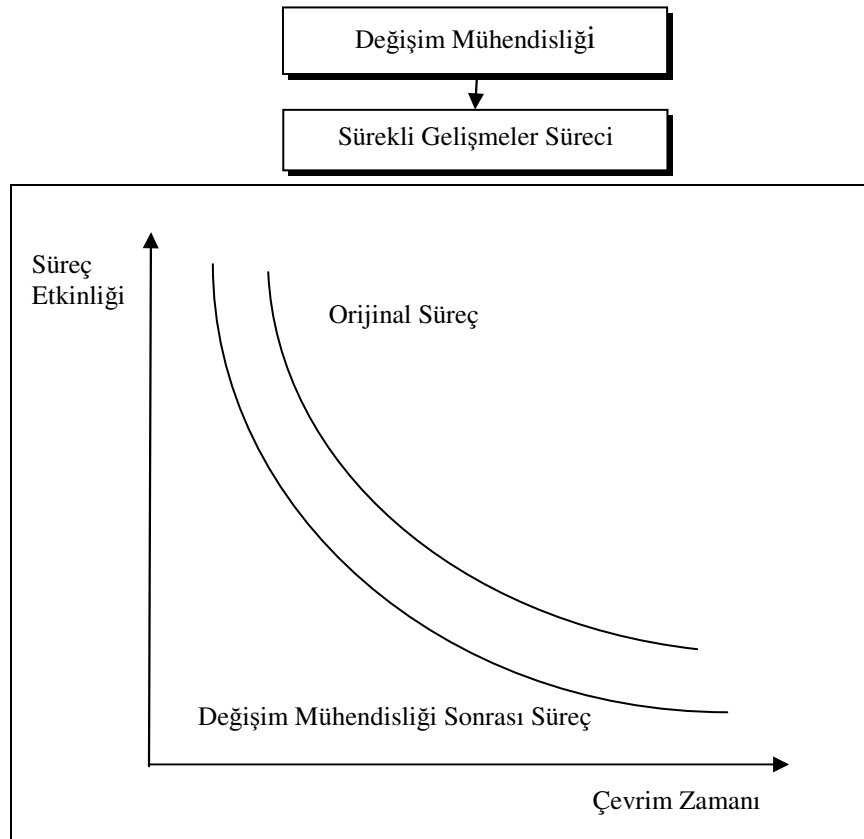 Değişim Mühendisliği
Sürekli Gelişmeler Süreci
Süreç
Etkinliği
Orijinal Süreç
Değişim Mühendisliği Sonrası Süreç
Çevrim Zamanı